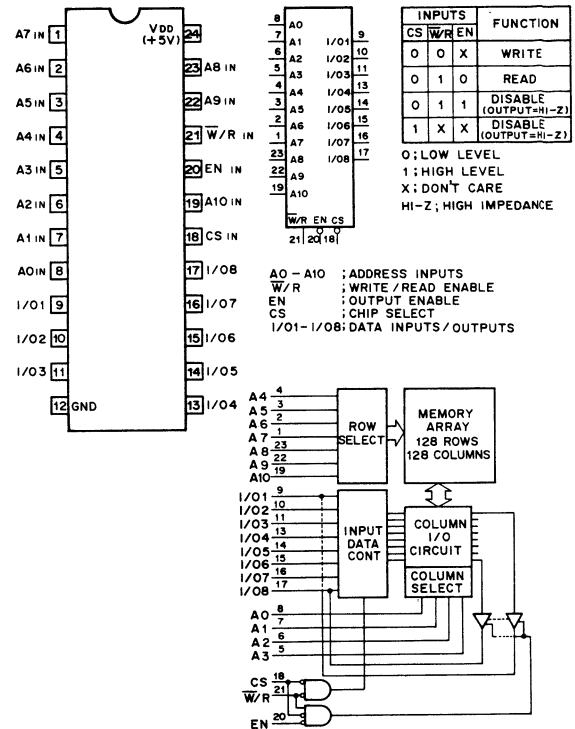 VDD
(+5V)
A7 IN 1
24
A6 IN 2
23 A8 IN
A5 IN 3
22 A9 IN
A4 IN 4
21 W/R IN
A3 IN 5
20 EN IN
A2 IN 6
19 A10 IN
A1 IN 7
18 CS IN
A0 IN 8
17 I/O8
I/O1 9
16 I/O7
I/O2 10
15 I/O6
I/O3 11
14 I/O5
12 GND
13 I/O4
8 A0
7 A1
6 A2
5 A3
4 A4
3 A5
2 A6
1 A7
23 A8
22 A9
19 A10
I/O1 9
I/O2 10
I/O3 11
I/O4 13
I/O5 14
I/O6 15
I/O7 16
I/O8 17
W/R EN CS
21 20 18
INPUTS FUNCTION
CS W/R EN
0 0 X WRITE
0 1 0 READ
0 1 1 DISABLE
(OUTPUT=HI-Z)
1 X X DISABLE
(OUTPUT=HI-Z)
0; LOW LEVEL
1; HIGH LEVEL
X; DON'T CARE
HI-Z; HIGH IMPEDANCE
A0-A10 ; ADDRESS INPUTS
W/R ; WRITE/READ ENABLE
EN ; OUTPUT ENABLE
CS ; CHIP SELECT
I/O1-I/O8; DATA INPUTS/OUTPUTS
A4 4
A5 3
A6 2
A7 1
A8 23
A9 22
A10 19
ROW
SELECT
MEMORY
ARRAY
128 ROWS
128 COLUMNS
I/O1 9
I/O2 10
I/O3 11
I/O4 13
I/O5 14
I/O6 15
I/O7 16
I/O8 17
INPUT
DATA
CONT
COLUMN
I/O
CIRCUIT
COLUMN
SELECT
A0 8
A1 7
A2 6
A3 5
CS 18
W/R 21
EN 20